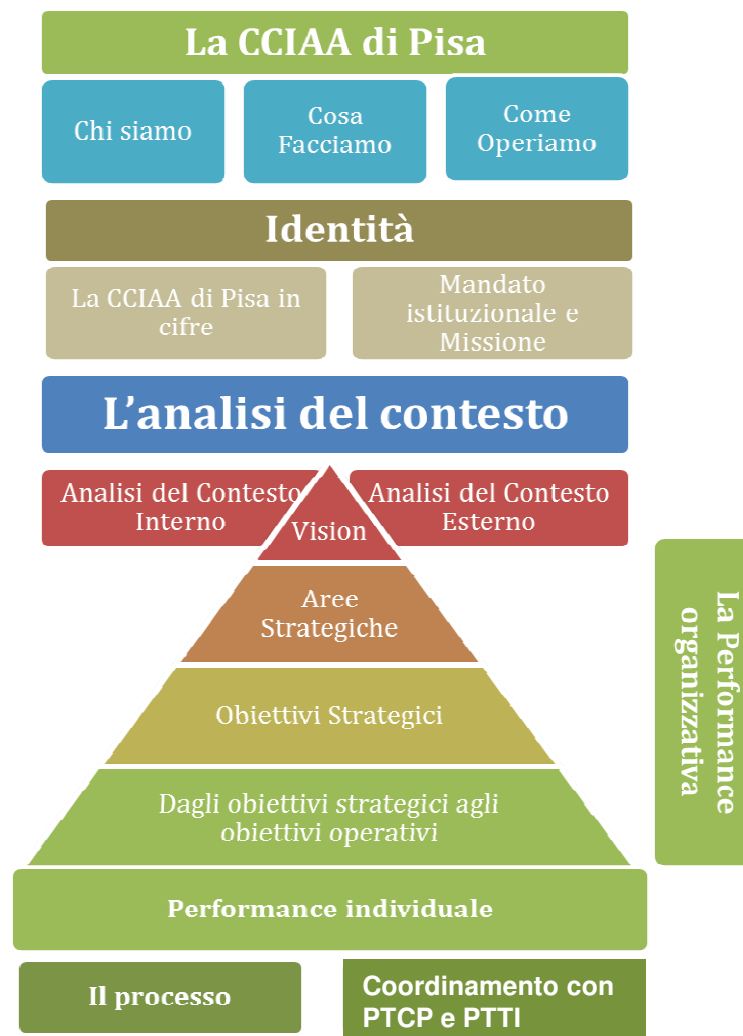 La CCIAA di Pisa
Chi siamo
Cosa
Facciamo
Come
Operiamo
Identità
La CCIAA di Pisa in
cifre
Mandato
istituzionale e
Missione
L’analisi del contesto
Analisi del Contesto
Interno
Analisi del Contesto
Esterno
Vision
Aree
Strategiche
Obiettivi Strategici
Dagli obiettivi strategici agli
obiettivi operativi
La Performance
organizzativa
Performance individuale
Il processo
Coordinamento con
PTCP e PTTI